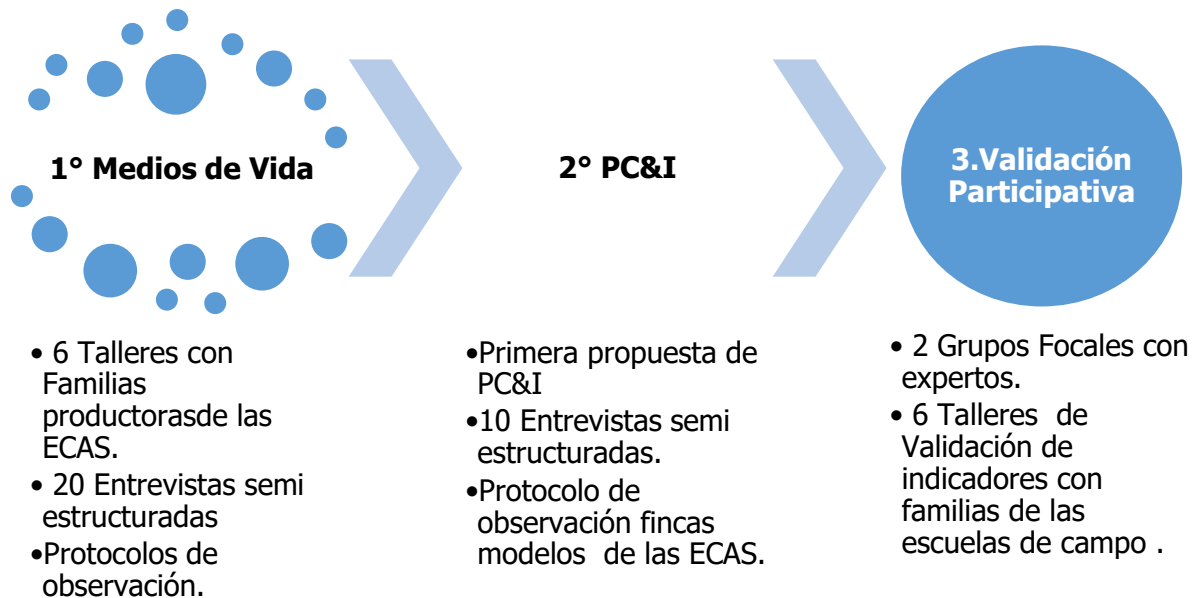 1° Medios de Vida
• 6 Talleres con
Familias
productorasde las
ECAS.
• 20 Entrevistas semi
estructuradas
•Protocolos de
observación.
2° PC&I
•Primera propuesta de
PC&I
•10 Entrevistas semi
estructuradas.
•Protocolo de
observación fincas
modelos de las ECAS.
3.Validación
Participativa
• 2 Grupos Focales con
expertos.
• 6 Talleres de
Validación de
indicadores con
familias de las
escuelas de campo .